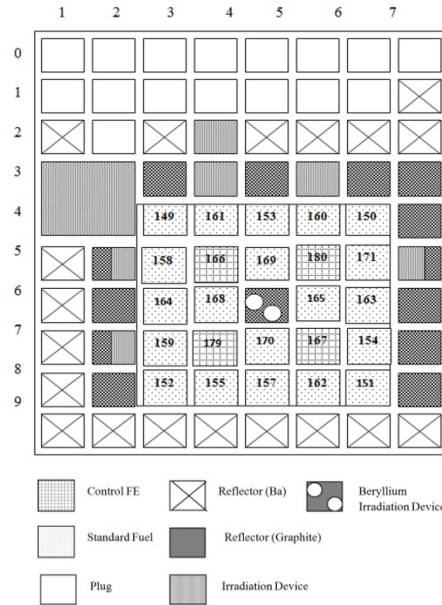 1 2 3 4 5 6 7
0
1
2
3
4 149 161 153 160 150
5 158 166 169 180 171
6 164 168 165 163
7 159 179 170 167 154
8 152 155 157 162 151
9
Control FE Reflector (Ba) Beryllium
Irradiation Device
Standard Fuel Reflector (Graphite)
Plug Irradiation Device